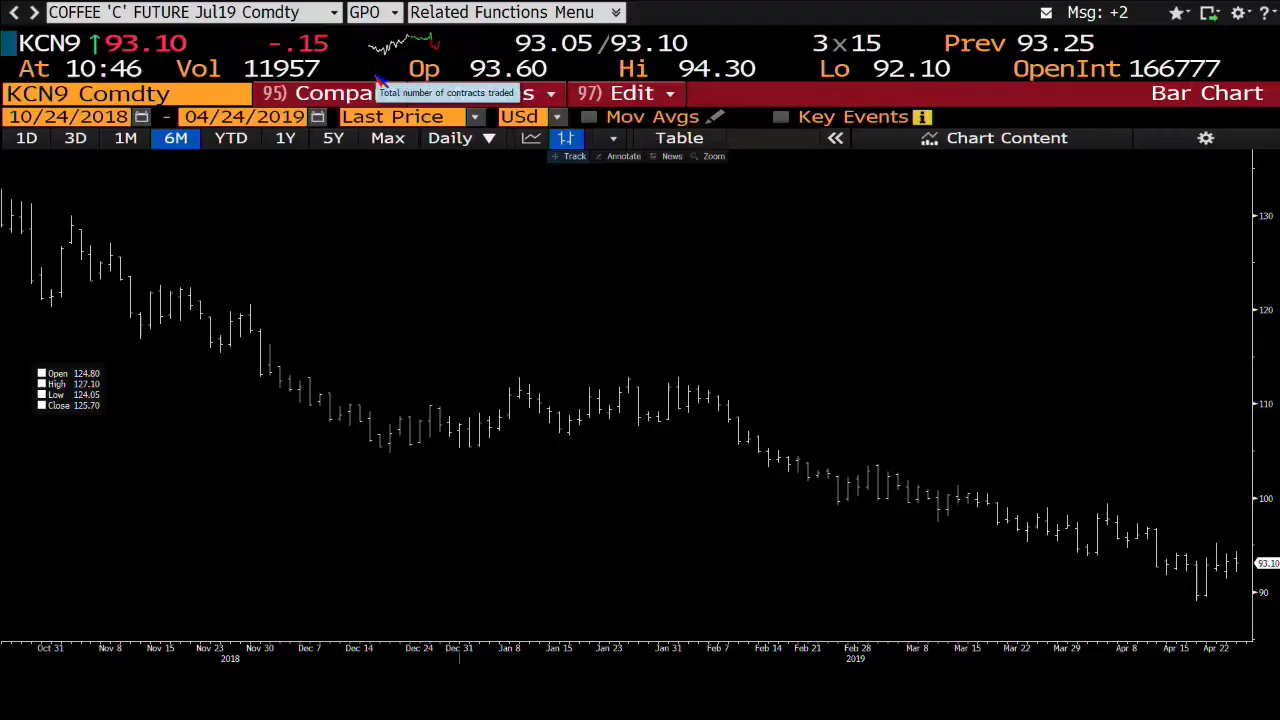 COFFEE 'C' FUTURE Jul19 Comdty GPO Related Functions Menu Msg: +2 ?
KCN9 ↑93.10 -.15 93.05/93.10 3x15 Prev 93.25
At 10:46 Vol 11957 Op 93.60 Hi 94.30 Lo 92.10 OpenInt 166777
KCN9 Comdty 95) Compa s 97) Edit Bar Chart
Total number of contracts traded
10/24/2018 - 04/24/2019 Last Price USd Mov Avgs Key Events i
1D 3D 1M 6M YTD 1Y 5Y Max Daily ▼ Table « Chart Content
Track Annotate News Zoom
130
120
Open 124.80
High 127.10
Low 124.05
Close 125.70
110
100
93.10
90
Oct 31 Nov 8 Nov 15 Nov 23 Nov 30 Dec 7 Dec 14 Dec 24 Dec 31 Jan 8 Jan 15 Jan 23 Jan 31 Feb 7 Feb 14 Feb 21 Feb 28 Mar 8 Mar 15 Mar 22 Mar 29 Apr 8 Apr 15 Apr 22
2018 2019